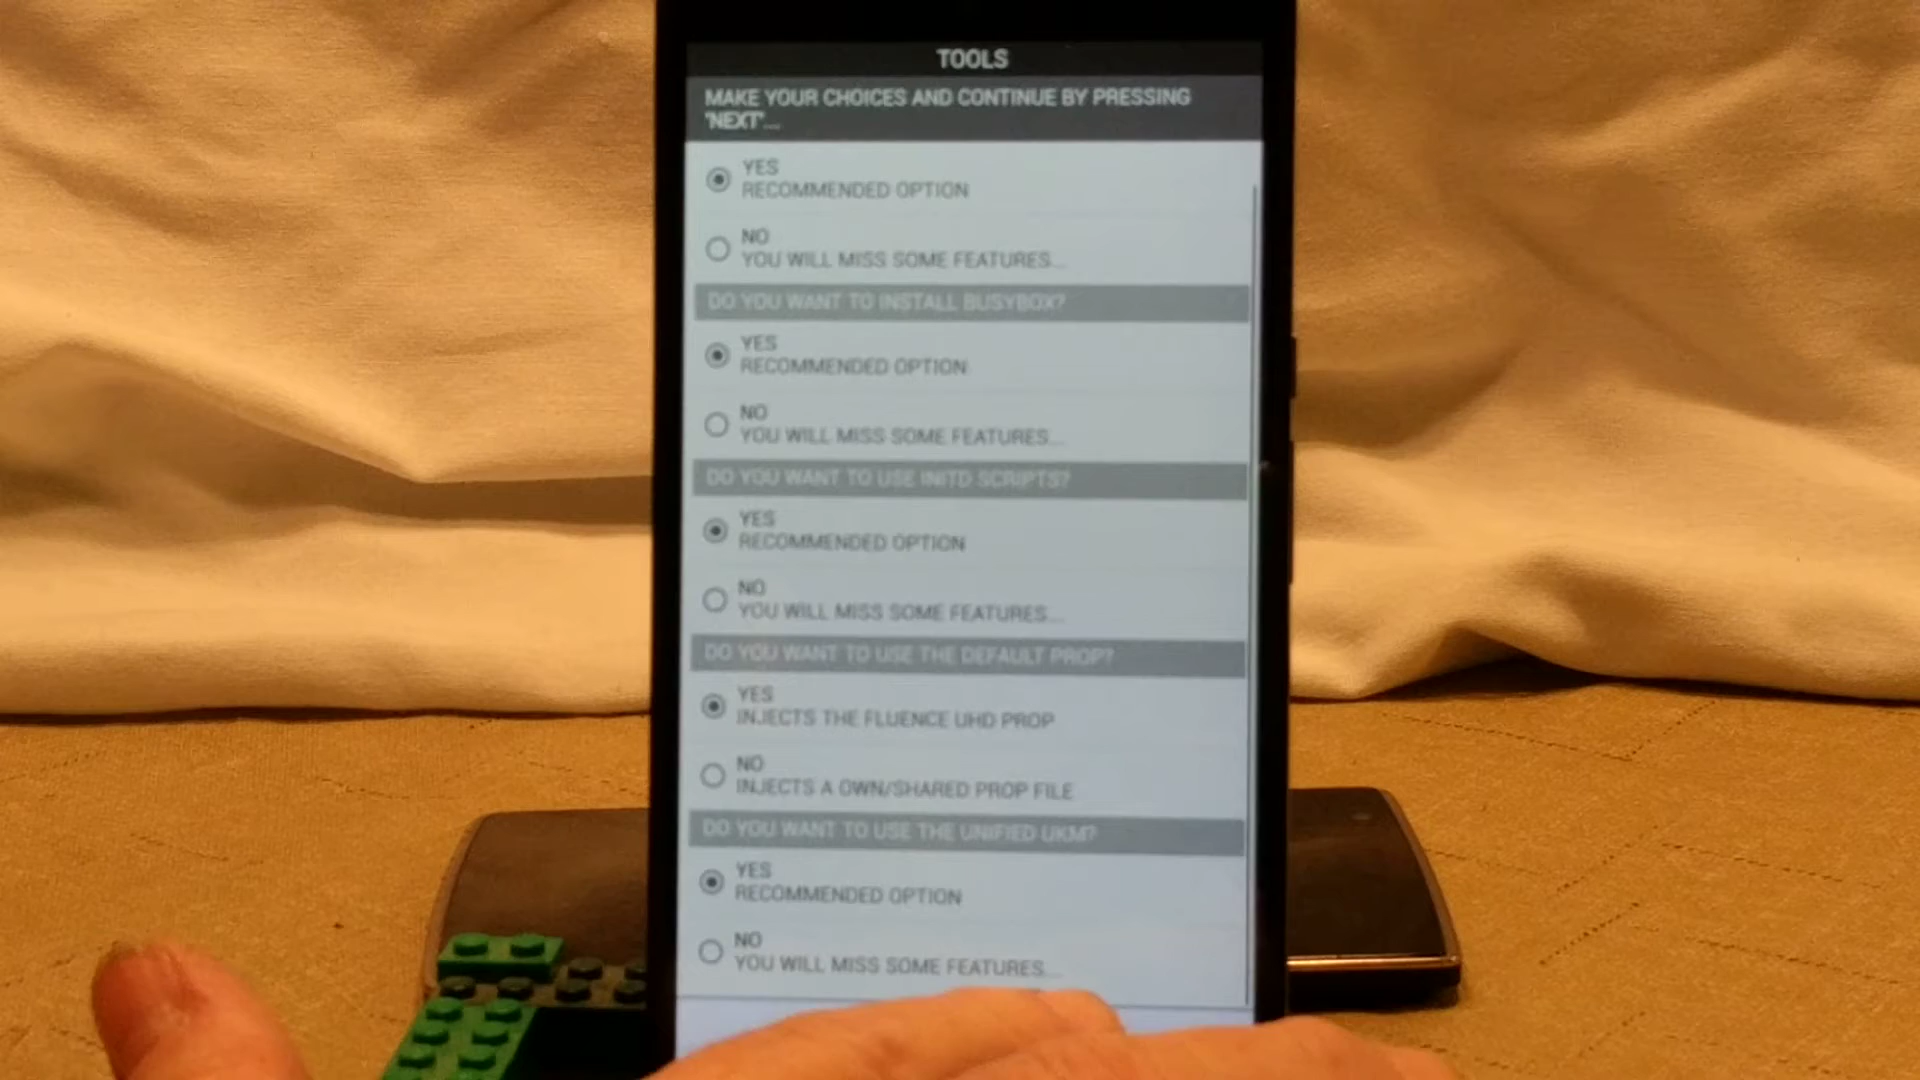 TOOLS
MAKE YOUR CHOICES AND CONTINUE BY PRESSING
'NEXT'...
YES
RECOMMENDED OPTION
NO
YOU WILL MISS SOME FEATURES...
DO YOU WANT TO INSTALL BUSYBOX?
YES
RECOMMENDED OPTION
NO
YOU WILL MISS SOME FEATURES...
DO YOU WANT TO USE INITD SCRIPTS?
YES
RECOMMENDED OPTION
NO
YOU WILL MISS SOME FEATURES...
DO YOU WANT TO USE THE DEFAULT PROP?
YES
INJECTS THE FLUENCE UHD PROP
NO
INJECTS A OWN/SHARED PROP FILE
DO YOU WANT TO USE THE UNIFIED UKM?
YES
RECOMMENDED OPTION
NO
YOU WILL MISS SOME FEATURES...